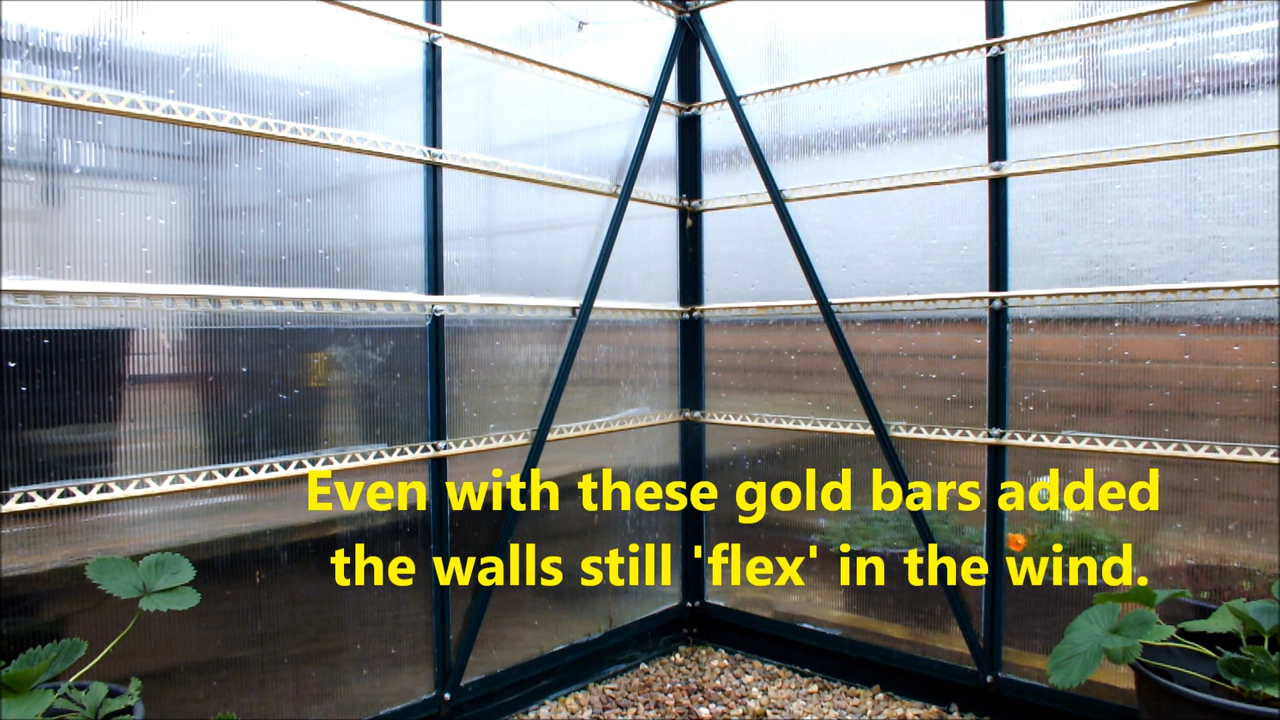 Even with these gold bars added
the walls still 'flex' in the wind.